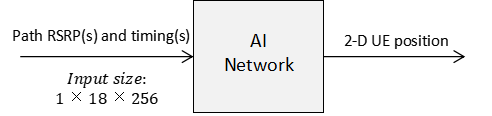 Path RSRP(s) and timing(s)
Input size:
1 × 18 × 256
AI
Network
2-D UE position